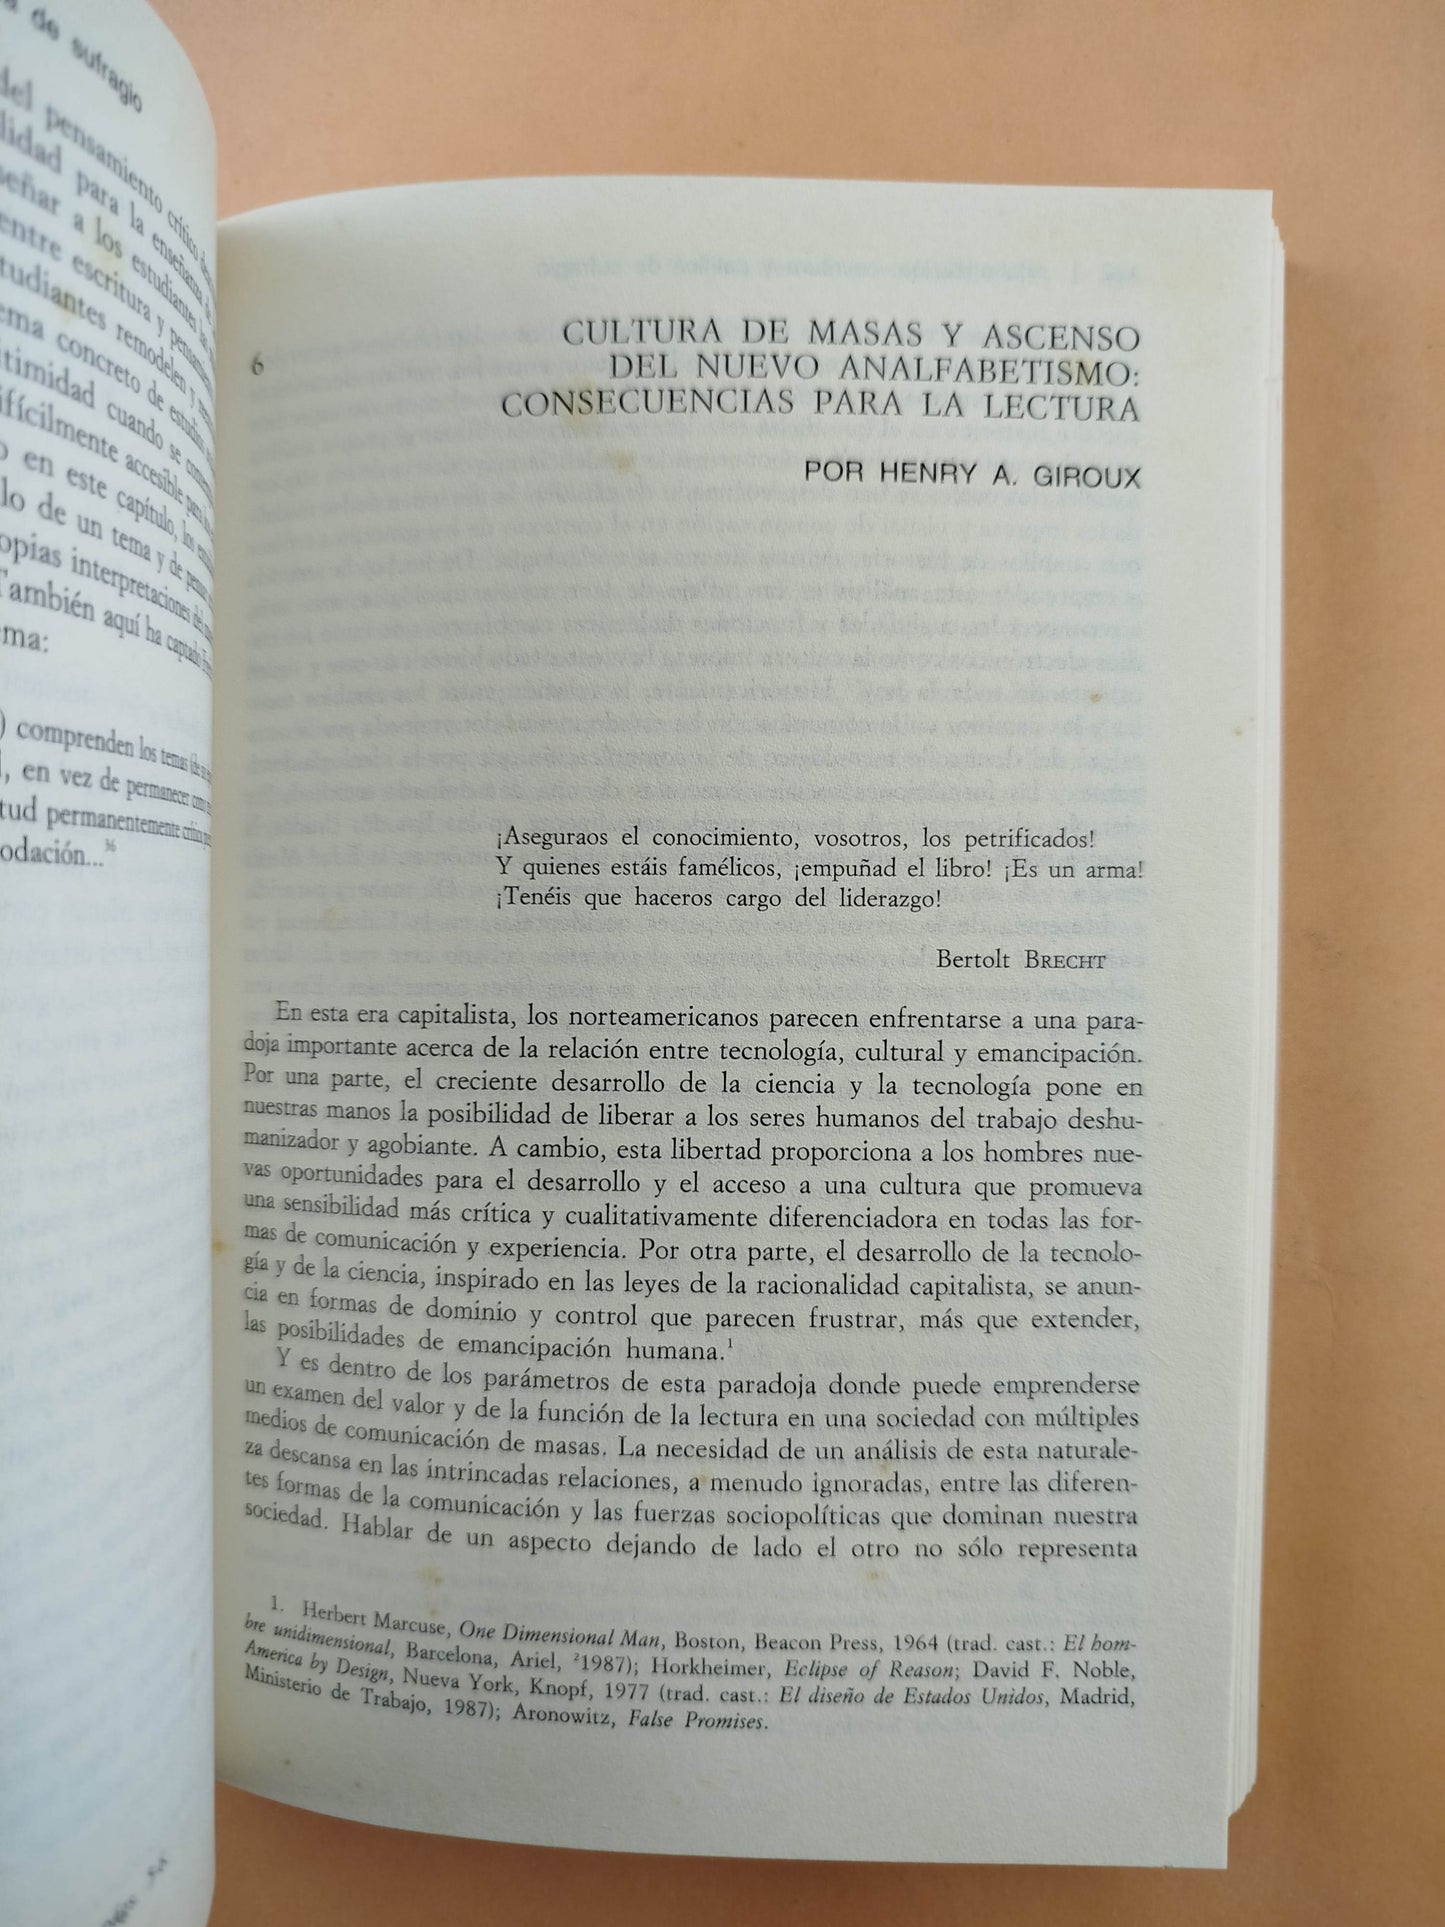 de sufragio
del pensamiento crítico
para la enseñanza de
a los estudiantes las
entre escritura y pensamiento
remodelen y
concreto de estudios
cuando se
accesible para los
en este capítulo, los
lo de un tema y de pensar
interpretaciones del
También aquí ha captado
ema:
) comprenden los temas (de su
, en vez de permanecer como
permanentemente crítica,
odación...³⁶
6
CULTURA DE MASAS Y ASCENSO
DEL NUEVO ANALFABETISMO:
CONSECUENCIAS PARA LA LECTURA
POR HENRY A. GIROUX
¡Aseguraos el conocimiento, vosotros, los petrificados!
Y quienes estáis famélicos, ¡empuñad el libro! ¡Es un arma!
¡Tenéis que haceros cargo del liderazgo!
Bertolt BRECHT
En esta era capitalista, los norteamericanos parecen enfrentarse a una para-
doja importante acerca de la relación entre tecnología, cultural y emancipación.
Por una parte, el creciente desarrollo de la ciencia y la tecnología pone en
nuestras manos la posibilidad de liberar a los seres humanos del trabajo deshu-
manizador y agobiante. A cambio, esta libertad proporciona a los hombres nue-
vas oportunidades para el desarrollo y el acceso a una cultura que promueva
una sensibilidad más crítica y cualitativamente diferenciadora en todas las for-
mas de comunicación y experiencia. Por otra parte, el desarrollo de la tecnolo-
gía y de la ciencia, inspirado en las leyes de la racionalidad capitalista, se anun-
cia en formas de dominio y control que parecen frustrar, más que extender,
las posibilidades de emancipación humana.¹
Y es dentro de los parámetros de esta paradoja donde puede emprenderse
un examen del valor y de la función de la lectura en una sociedad con múltiples
medios de comunicación de masas. La necesidad de un análisis de esta naturale-
za descansa en las intrincadas relaciones, a menudo ignoradas, entre las diferen-
tes formas de la comunicación y las fuerzas sociopolíticas que dominan nuestra
sociedad. Hablar de un aspecto dejando de lado el otro no sólo representa
1. Herbert Marcuse, One Dimensional Man, Boston, Beacon Press, 1964 (trad. cast.: El hom-
bre unidimensional, Barcelona, Ariel, ²1987); Horkheimer, Eclipse of Reason; David F. Noble,
America by Design, Nueva York, Knopf, 1977 (trad. cast.: El diseño de Estados Unidos, Madrid,
Ministerio de Trabajo, 1987); Aronowitz, False Promises.